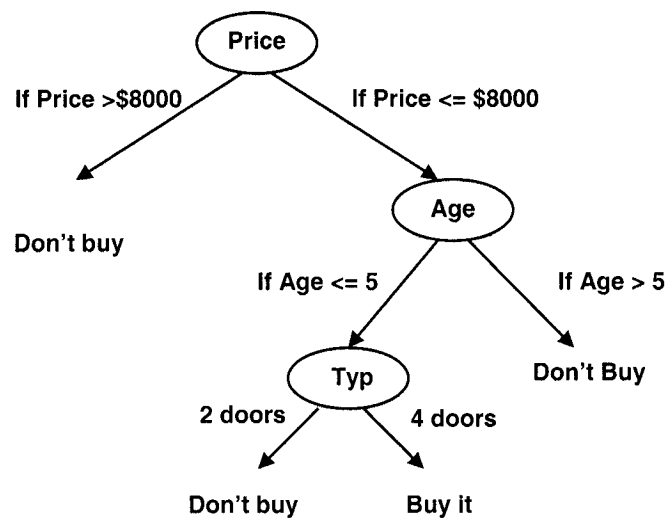 Price
If Price >$8000
If Price <= $8000
Age
Don't buy
If Age <= 5
If Age > 5
Typ
Don't Buy
2 doors
4 doors
Don't buy
Buy it